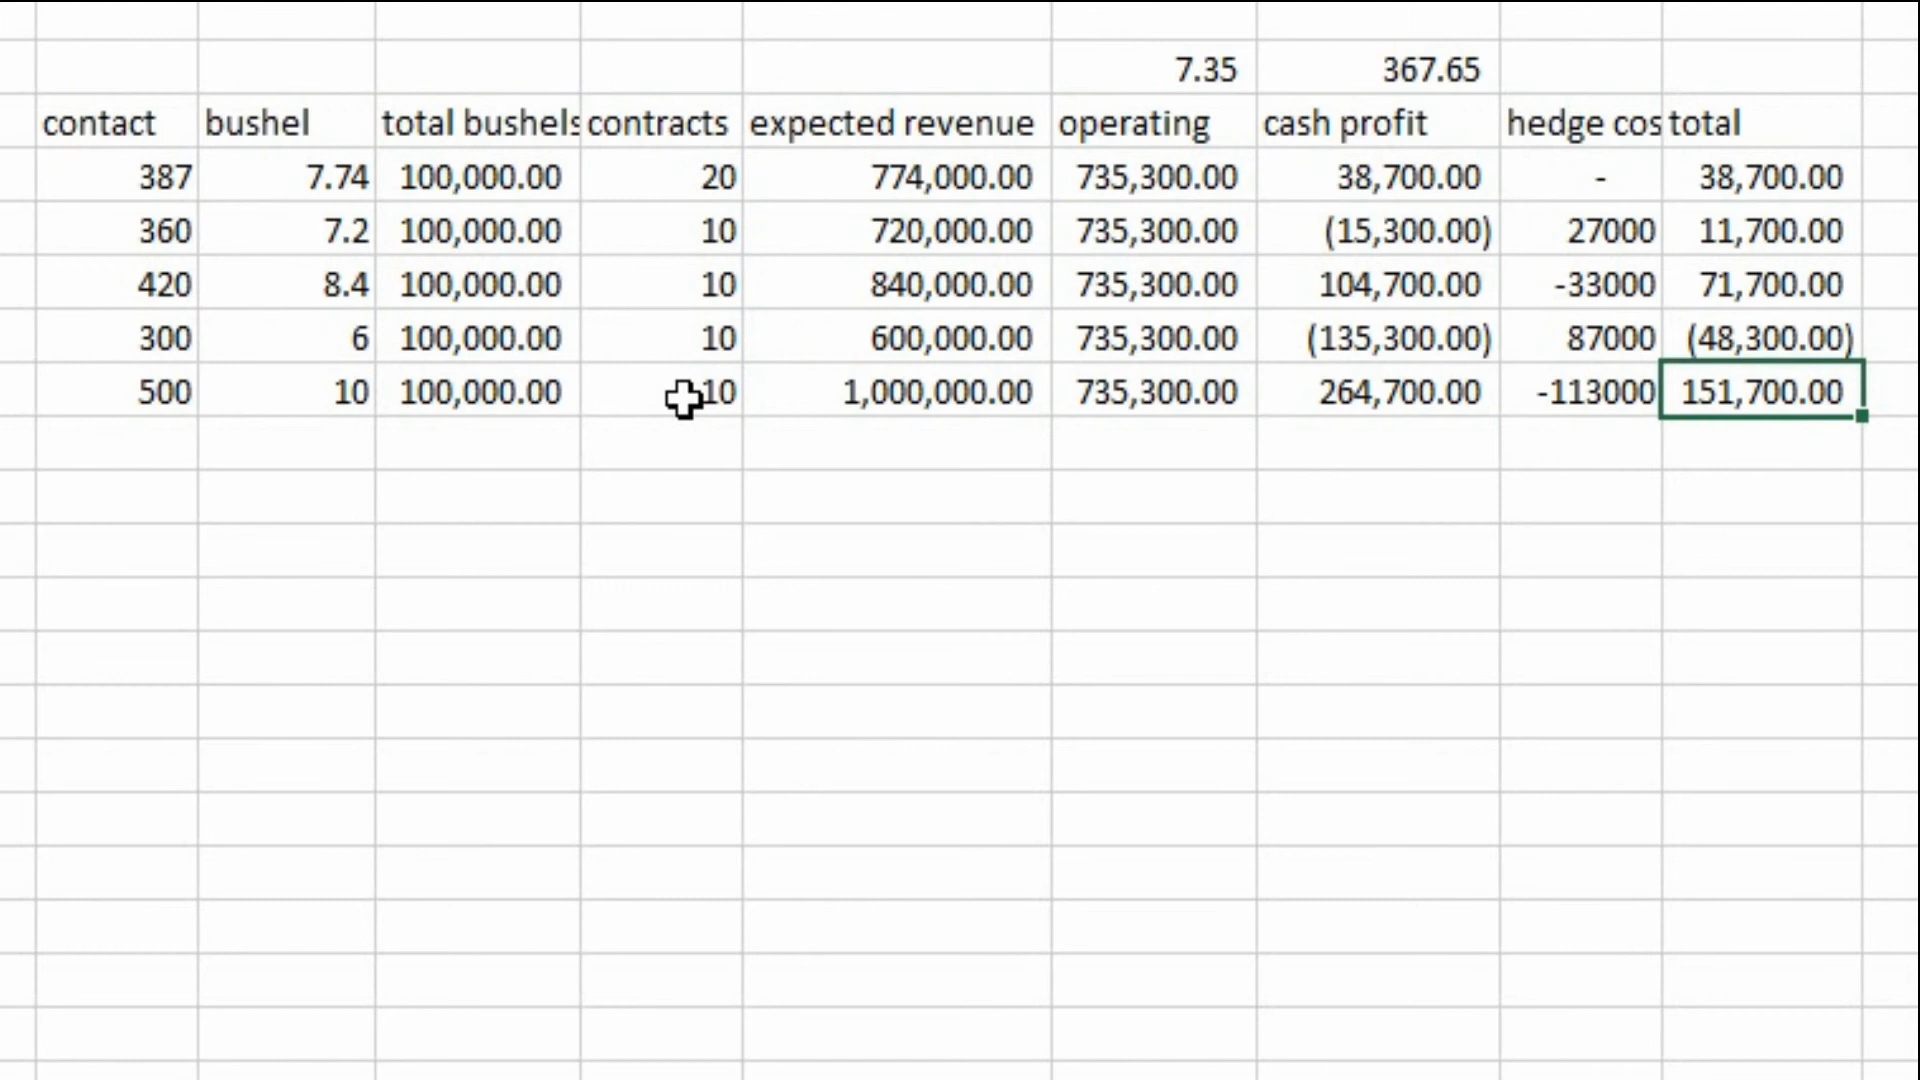 7.35 367.65
contact bushel total bushels contracts expected revenue operating cash profit hedge cos total
387 7.74 100,000.00 20 774,000.00 735,300.00 38,700.00 - 38,700.00
360 7.2 100,000.00 10 720,000.00 735,300.00 (15,300.00) 27000 11,700.00
420 8.4 100,000.00 10 840,000.00 735,300.00 104,700.00 -33000 71,700.00
300 6 100,000.00 10 600,000.00 735,300.00 (135,300.00) 87000 (48,300.00)
500 10 100,000.00 10 1,000,000.00 735,300.00 264,700.00 -113000 151,700.00